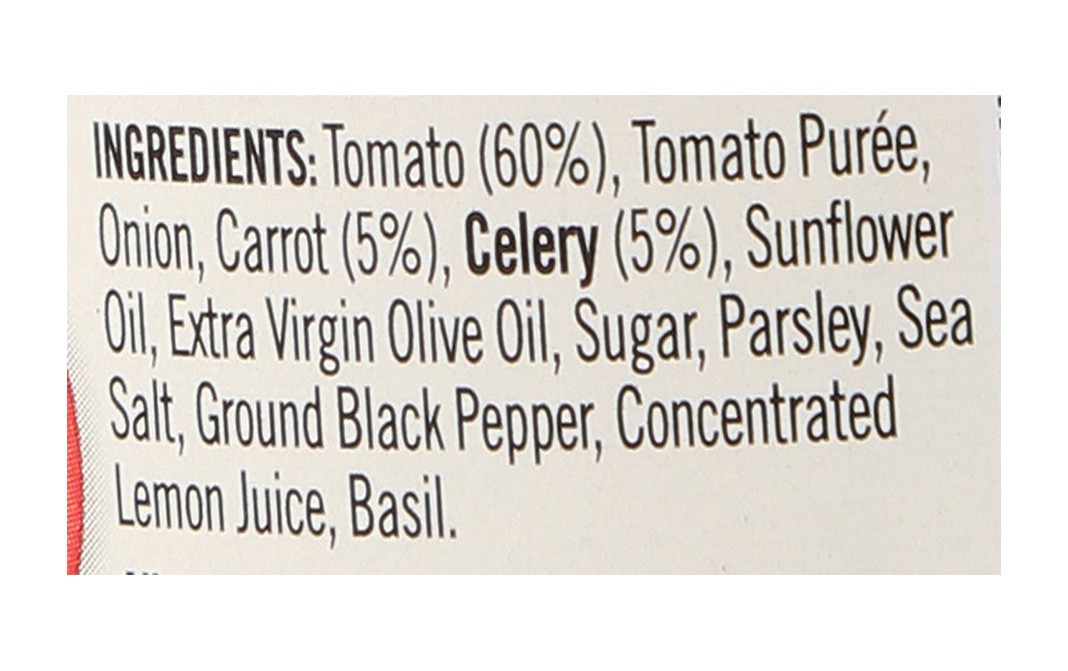 INGREDIENTS: Tomato (60%), Tomato Purée,
Onion, Carrot (5%), Celery (5%), Sunflower
Oil, Extra Virgin Olive Oil, Sugar, Parsley, Sea
Salt, Ground Black Pepper, Concentrated
Lemon Juice, Basil.